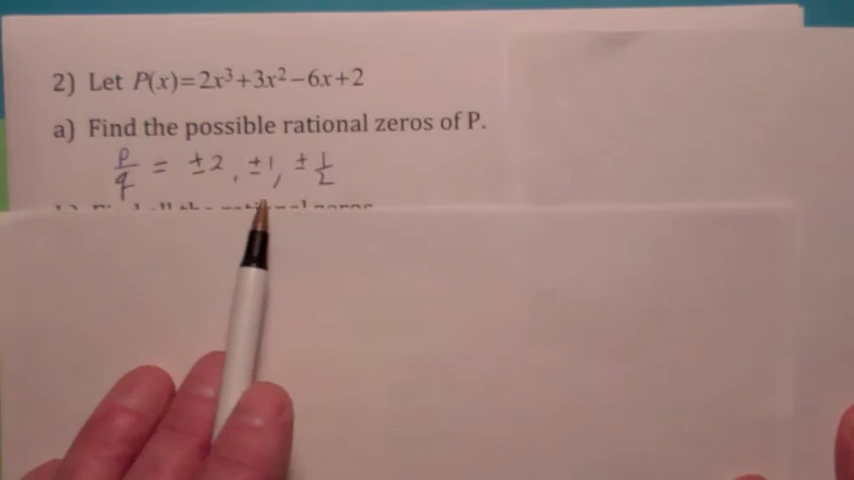 2) Let P(x)=2x³+3x²−6x+2
a) Find the possible rational zeros of P.
p/q = ±2, ±1, ±1/2